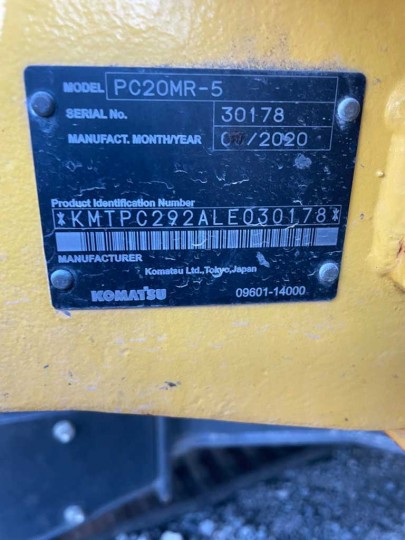 MODEL PC20MR-5
SERIAL No. 30178
MANUFACT. MONTH/YEAR /2020
Product Identification Number
*KMTPC292ALE030178*
MANUFACTURER
Komatsu Ltd.,Tokyo,Japan
KOMATSU 09601-14000